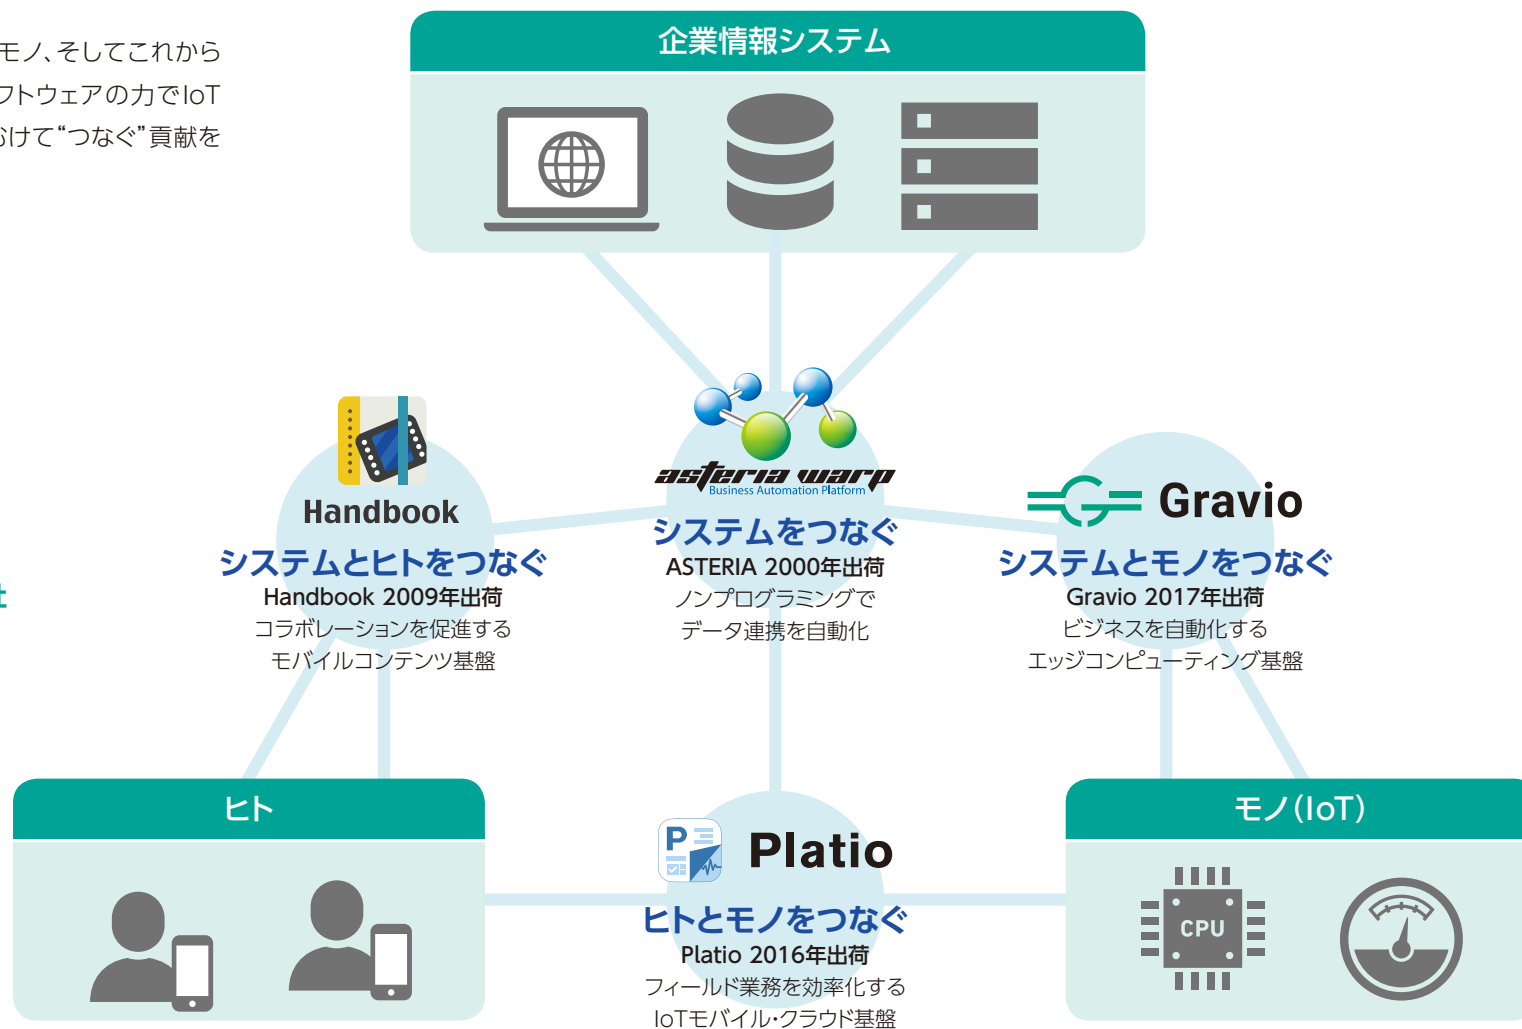 モノ、そしてこれから
フトウェアの力でIoT
けて“つなぐ”貢献を
企業情報システム
asteria warp
Business Automation Platform
システムをつなぐ
ASTERIA 2000年出荷
ノンプログラミングで
データ連携を自動化
Handbook
システムとヒトをつなぐ
Handbook 2009年出荷
コラボレーションを促進する
モバイルコンテンツ基盤
Gravio
システムとモノをつなぐ
Gravio 2017年出荷
ビジネスを自動化する
エッジコンピューティング基盤
ヒト
P
Platio
ヒトとモノをつなぐ
Platio 2016年出荷
フィールド業務を効率化する
IoTモバイル・クラウド基盤
モノ(IoT)
CPU